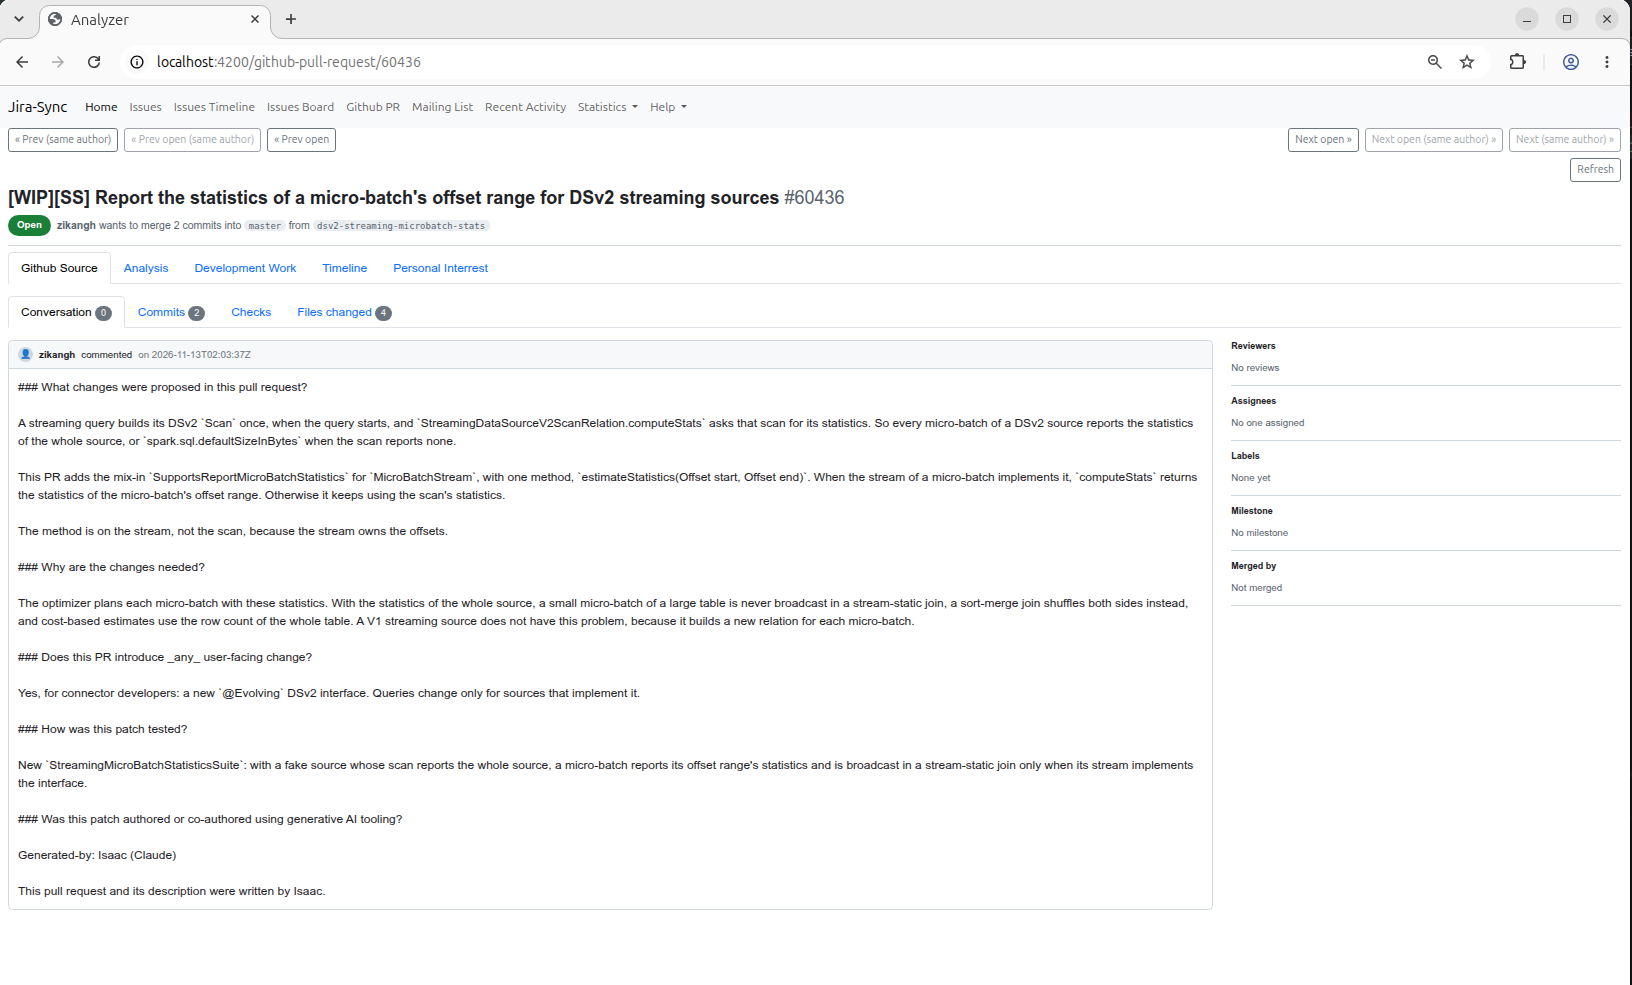 Analyzer
localhost:4200/github-pull-request/60436
Jira-Sync Home Issues Issues Timeline Issues Board Github PR Mailing List Recent Activity Statistics Help
« Prev (same author) « Prev open (same author) « Prev open Next open » Next open (same author) » Next (same author) »
Refresh
[WIP][SS] Report the statistics of a micro-batch's offset range for DSv2 streaming sources #60436
Open zikangh wants to merge 2 commits into master from dsv2-streaming-microbatch-stats
Github Source Analysis Development Work Timeline Personal Interrest
Conversation 0 Commits 2 Checks Files changed 4
zikangh commented on 2026-11-13T02:03:37Z
### What changes were proposed in this pull request?
A streaming query builds its DSv2 `Scan` once, when the query starts, and `StreamingDataSourceV2ScanRelation.computeStats` asks that scan for its statistics. So every micro-batch of a DSv2 source reports the statistics
of the whole source, or `spark.sql.defaultSizeInBytes` when the scan reports none.
This PR adds the mix-in `SupportsReportMicroBatchStatistics` for `MicroBatchStream`, with one method, `estimateStatistics(Offset start, Offset end)`. When the stream of a micro-batch implements it, `computeStats` returns
the statistics of the micro-batch's offset range. Otherwise it keeps using the scan's statistics.
The method is on the stream, not the scan, because the stream owns the offsets.
### Why are the changes needed?
The optimizer plans each micro-batch with these statistics. With the statistics of the whole source, a small micro-batch of a large table is never broadcast in a stream-static join, a sort-merge join shuffles both sides instead,
and cost-based estimates use the row count of the whole table. A V1 streaming source does not have this problem, because it builds a new relation for each micro-batch.
### Does this PR introduce _any_ user-facing change?
Yes, for connector developers: a new `@Evolving` DSv2 interface. Queries change only for sources that implement it.
### How was this patch tested?
New `StreamingMicroBatchStatisticsSuite`: with a fake source whose scan reports the whole source, a micro-batch reports its offset range's statistics and is broadcast in a stream-static join only when its stream implements
the interface.
### Was this patch authored or co-authored using generative AI tooling?
Generated-by: Isaac (Claude)
This pull request and its description were written by Isaac.
Reviewers
No reviews
Assignees
No one assigned
Labels
None yet
Milestone
No milestone
Merged by
Not merged